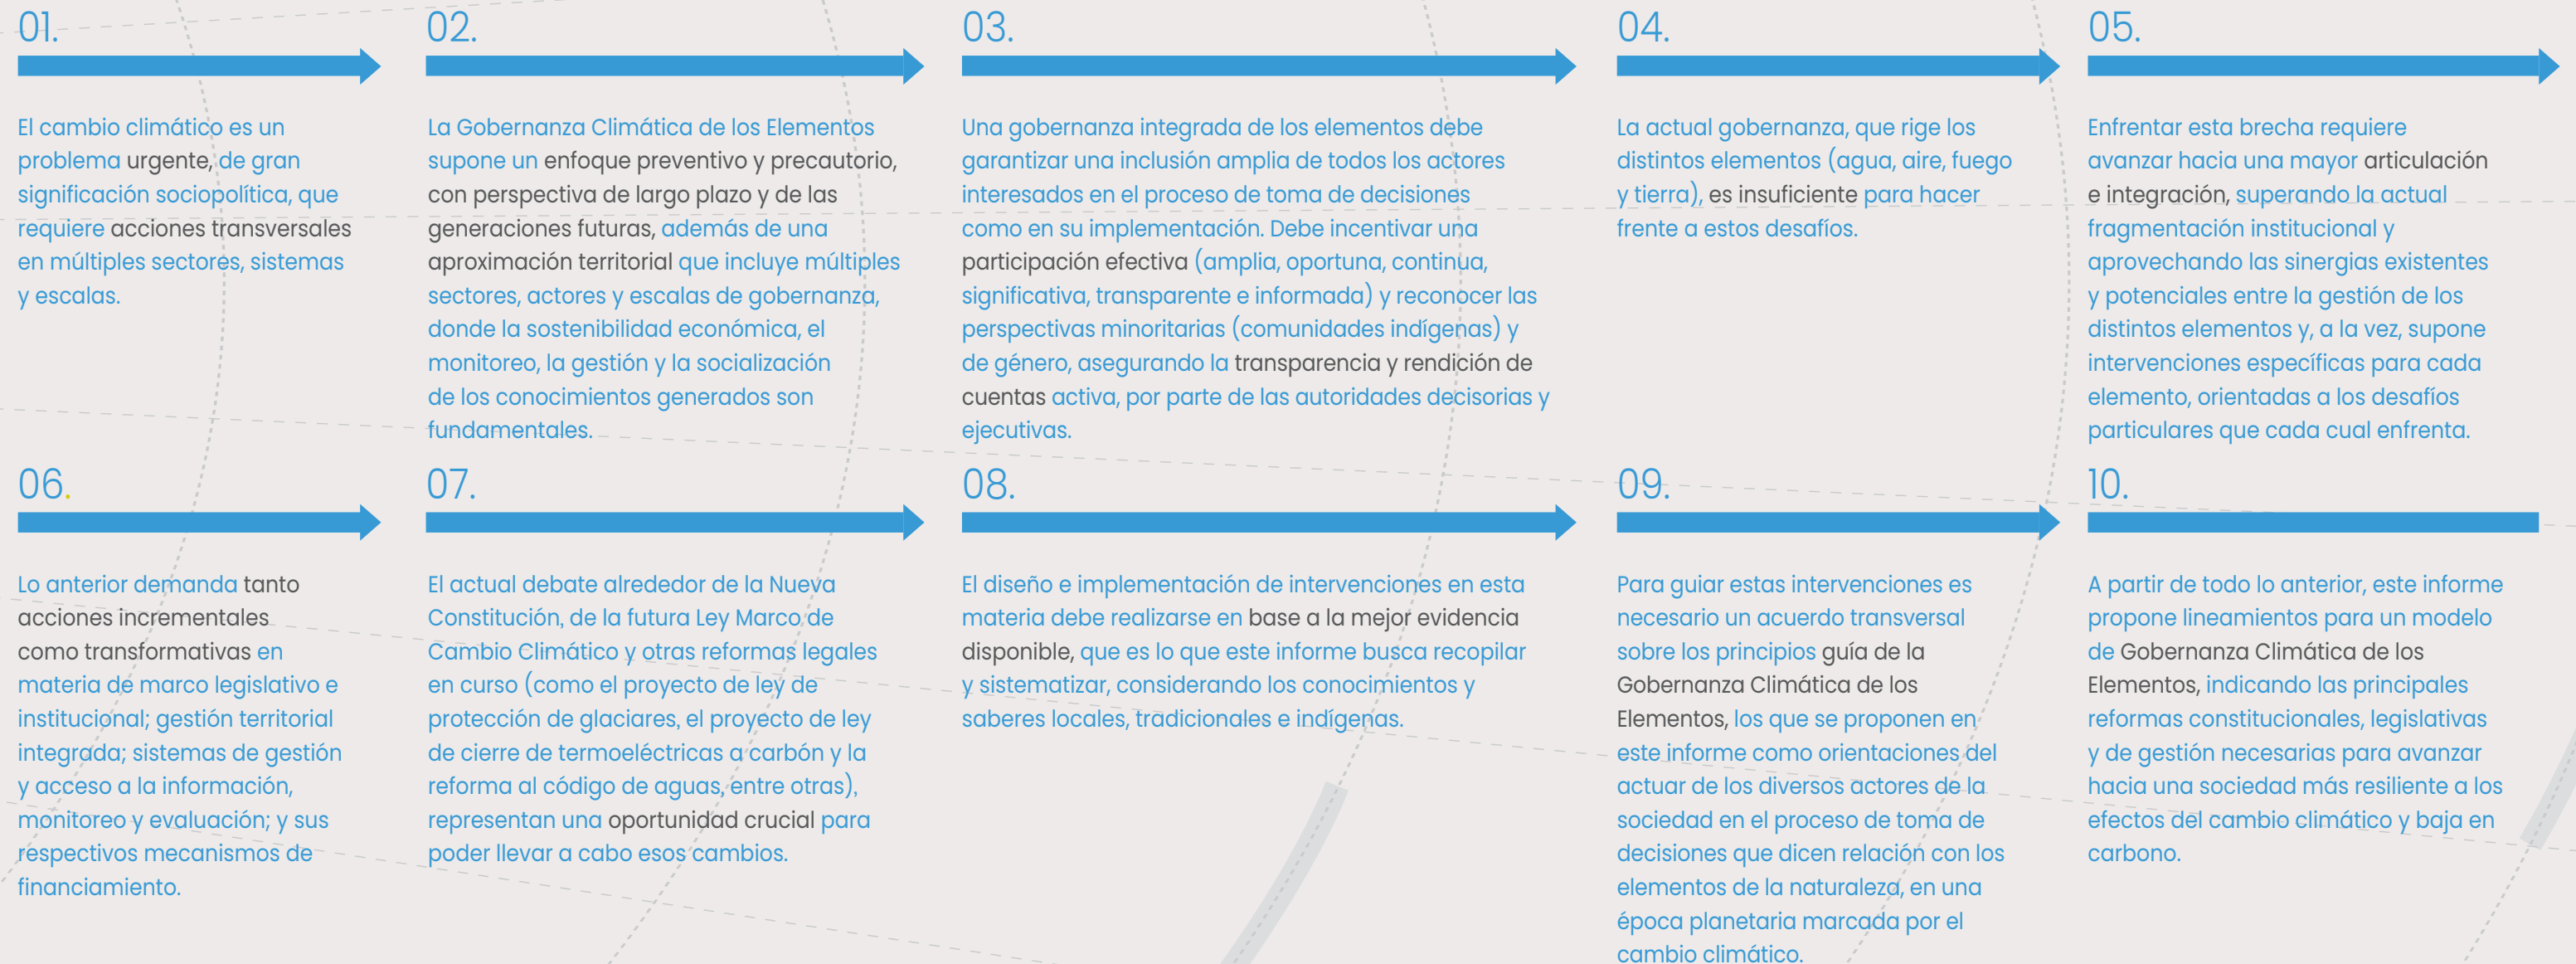 01.
El cambio climático es un
problema urgente, de gran
significación sociopolítica, que
requiere acciones transversales
en múltiples sectores, sistemas
y escalas.
02.
La Gobernanza Climática de los Elementos
supone un enfoque preventivo y precautorio,
con perspectiva de largo plazo y de las
generaciones futuras, además de una
aproximación territorial que incluye múltiples
sectores, actores y escalas de gobernanza,
donde la sostenibilidad económica, el
monitoreo, la gestión y la socialización
de los conocimientos generados son
fundamentales.
03.
Una gobernanza integrada de los elementos debe
garantizar una inclusión amplia de todos los actores
interesados en el proceso de toma de decisiones
como en su implementación. Debe incentivar una
participación efectiva (amplia, oportuna, continua,
significativa, transparente e informada) y reconocer las
perspectivas minoritarias (comunidades indígenas) y
de género, asegurando la transparencia y rendición de
cuentas activa, por parte de las autoridades decisorias y
ejecutivas.
04.
La actual gobernanza, que rige los
distintos elementos (agua, aire, fuego
y tierra), es insuficiente para hacer
frente a estos desafíos.
05.
Enfrentar esta brecha requiere
avanzar hacia una mayor articulación
e integración, superando la actual
fragmentación institucional y
aprovechando las sinergias existentes
y potenciales entre la gestión de los
distintos elementos y, a la vez, supone
intervenciones específicas para cada
elemento, orientadas a los desafíos
particulares que cada cual enfrenta.
06.
Lo anterior demanda tanto
acciones incrementales
como transformativas en
materia de marco legislativo e
institucional; gestión territorial
integrada; sistemas de gestión
y acceso a la información,
monitoreo y evaluación; y sus
respectivos mecanismos de
financiamiento.
07.
El actual debate alrededor de la Nueva
Constitución, de la futura Ley Marco de
Cambio Climático y otras reformas legales
en curso (como el proyecto de ley de
protección de glaciares, el proyecto de ley
de cierre de termoeléctricas a carbón y la
reforma al código de aguas, entre otras),
representan una oportunidad crucial para
poder llevar a cabo esos cambios.
08.
El diseño e implementación de intervenciones en esta
materia debe realizarse en base a la mejor evidencia
disponible, que es lo que este informe busca recopilar
y sistematizar, considerando los conocimientos y
saberes locales, tradicionales e indígenas.
09.
Para guiar estas intervenciones es
necesario un acuerdo transversal
sobre los principios guía de la
Gobernanza Climática de los
Elementos, los que se proponen en
este informe como orientaciones del
actuar de los diversos actores de la
sociedad en el proceso de toma de
decisiones que dicen relación con los
elementos de la naturaleza, en una
época planetaria marcada por el
cambio climático.
10.
A partir de todo lo anterior, este informe
propone lineamientos para un modelo
de Gobernanza Climática de los
Elementos, indicando las principales
reformas constitucionales, legislativas
y de gestión necesarias para avanzar
hacia una sociedad más resiliente a los
efectos del cambio climático y baja en
carbono.